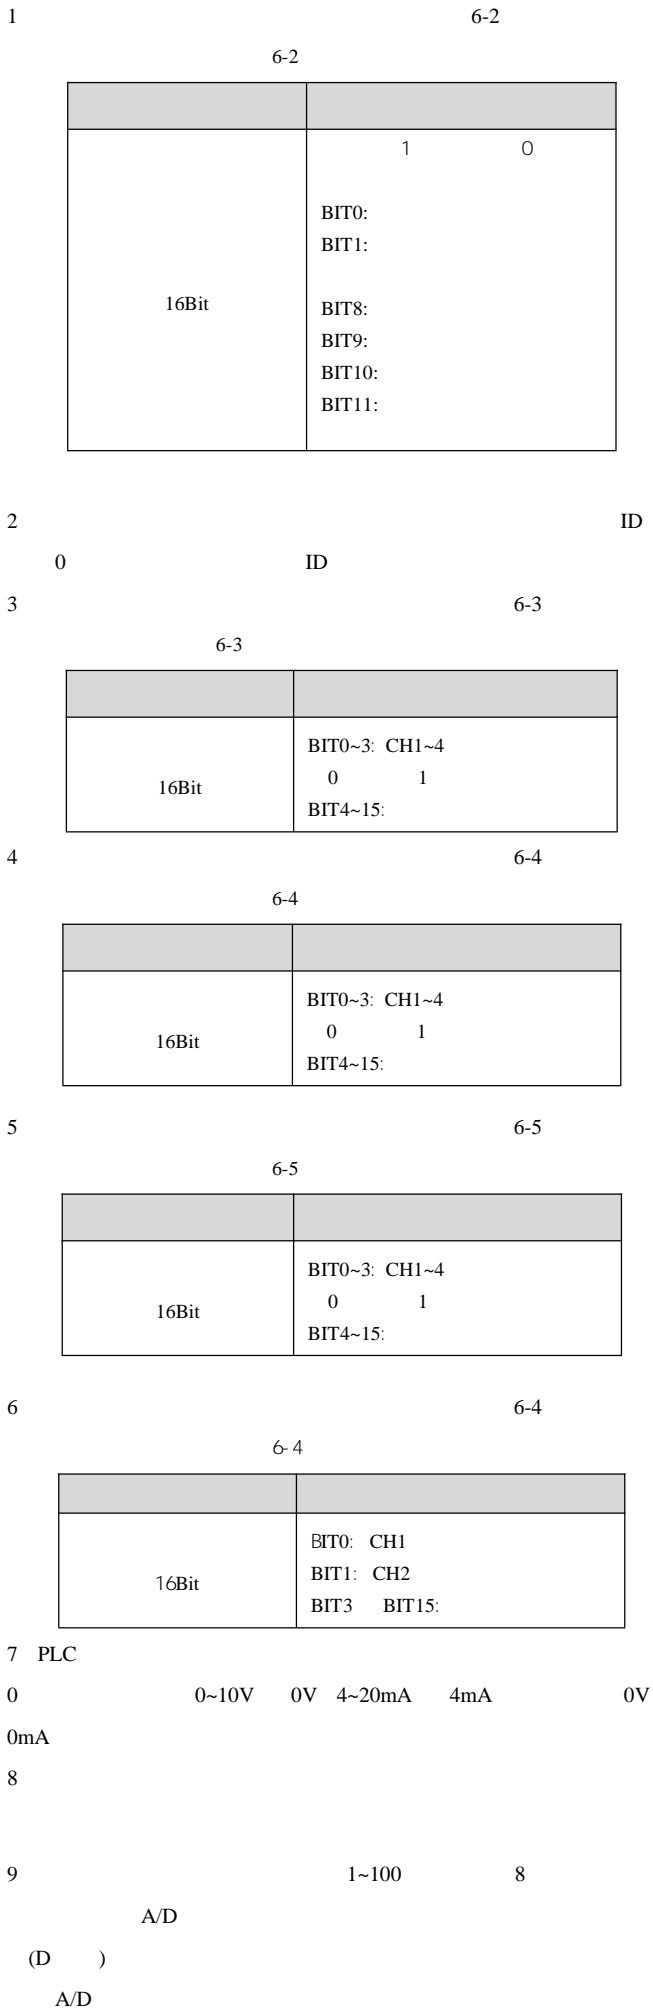 1 6-2
6-2
1 0
BIT0:
BIT1:
16Bit
BIT8:
BIT9:
BIT10:
BIT11:
2 ID
0 ID
3 6-3
6-3
BIT0~3: CH1~4
0 1
16Bit
BIT4~15:
4 6-4
6-4
BIT0~3: CH1~4
0 1
16Bit
BIT4~15:
5 6-5
6-5
BIT0~3: CH1~4
0 1
16Bit
BIT4~15:
6 6-4
6-4
BIT0: CH1
BIT1: CH2
16Bit
BIT3 BIT15:
7 PLC
0 0~10V 0V 4~20mA 4mA 0V
0mA
8
9 1~100 8
A/D
(D )
A/D